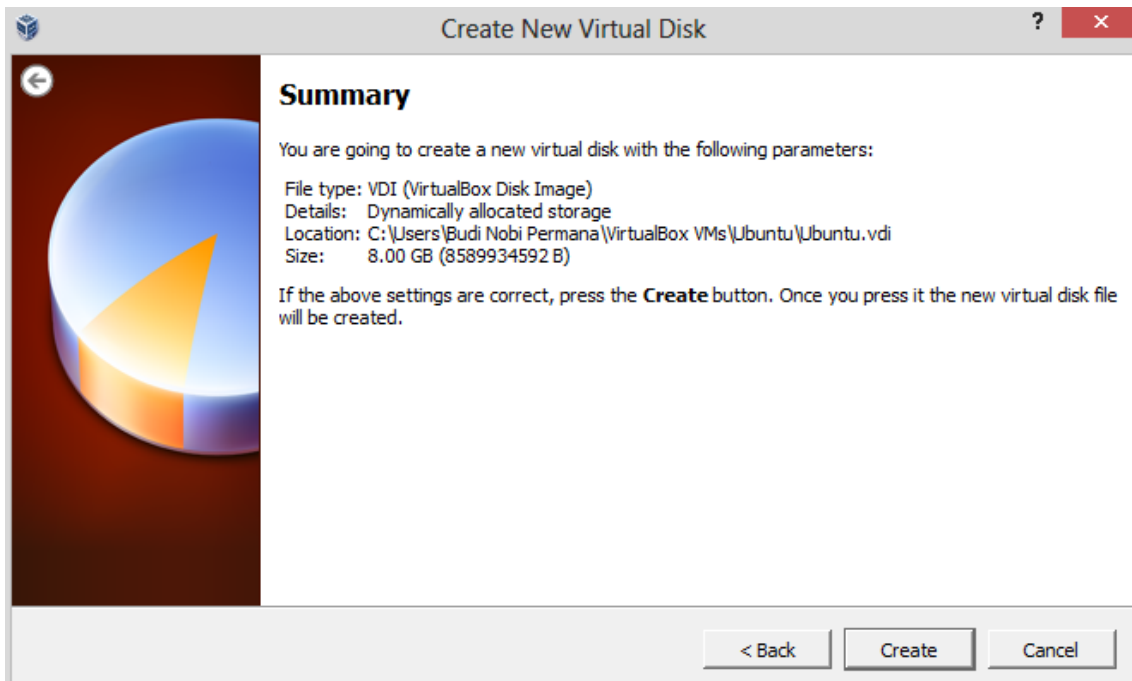 Create New Virtual Disk
?
Summary
You are going to create a new virtual disk with the following parameters:
File type: VDI (VirtualBox Disk Image)
Details: Dynamically allocated storage
Location: C:\Users\Budi Nobi Permana\VirtualBox VMs\Ubuntu\Ubuntu.vdi
Size: 8.00 GB (8589934592 B)
If the above settings are correct, press the Create button. Once you press it the new virtual disk file
will be created.
< Back
Create
Cancel